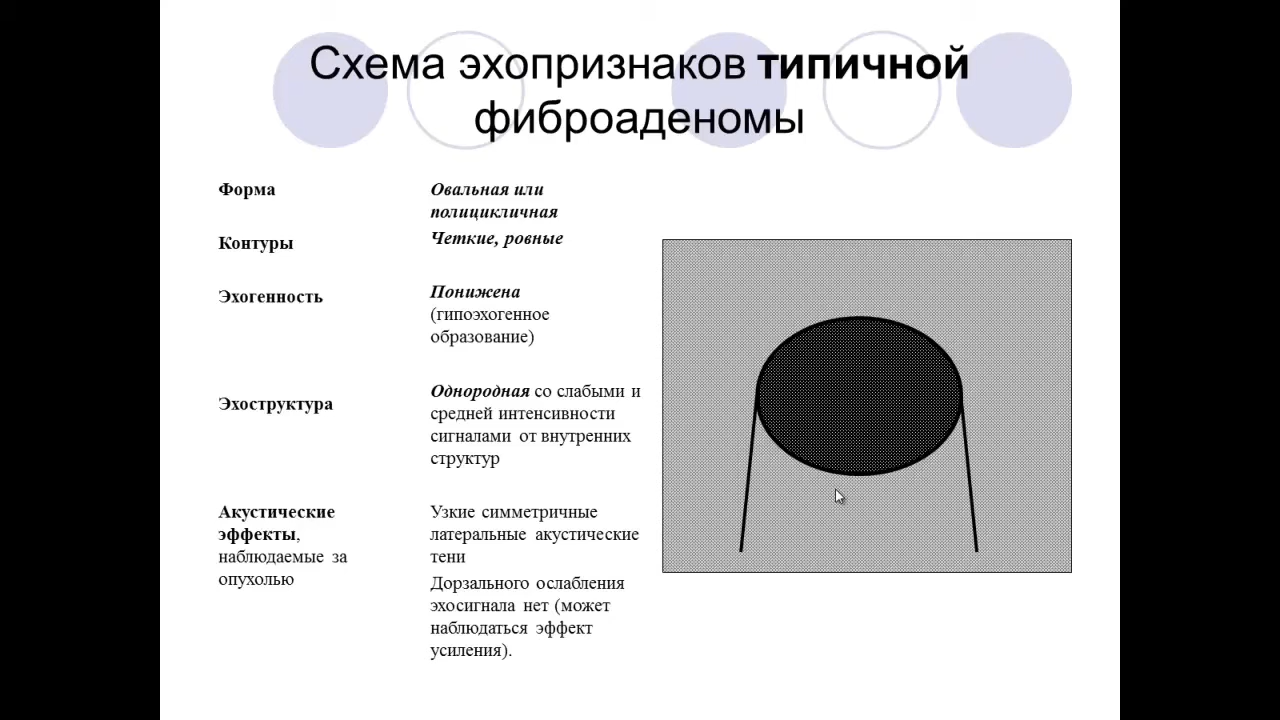 Схема эхопризнаков типичной
фиброаденомы
Форма
Овальная или
полицикличная
Контуры
Четкие, ровные
Эхогенность
Понижена
(гипоэхогенное
образование)
Эхоструктура
Однородная со слабыми и
средней интенсивности
сигналами от внутренних
структур
Акустические
эффекты,
наблюдаемые за
опухолью
Узкие симметричные
латеральные акустические
тени
Дорзального ослабления
эхосигнала нет (может
наблюдаться эффект
усиления).